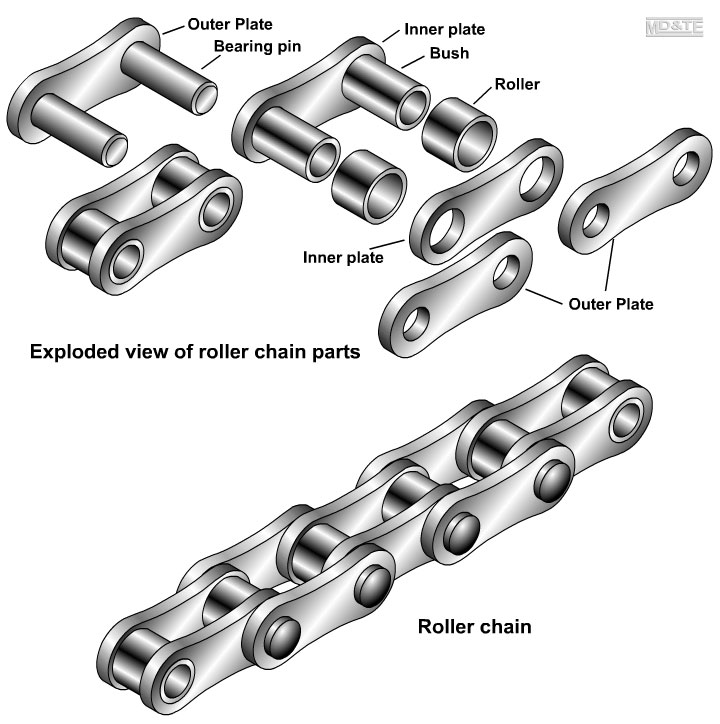 Outer Plate
Bearing pin
Inner plate
Bush
Roller
MD&TE
Inner plate
Outer Plate
Exploded view of roller chain parts
Roller chain